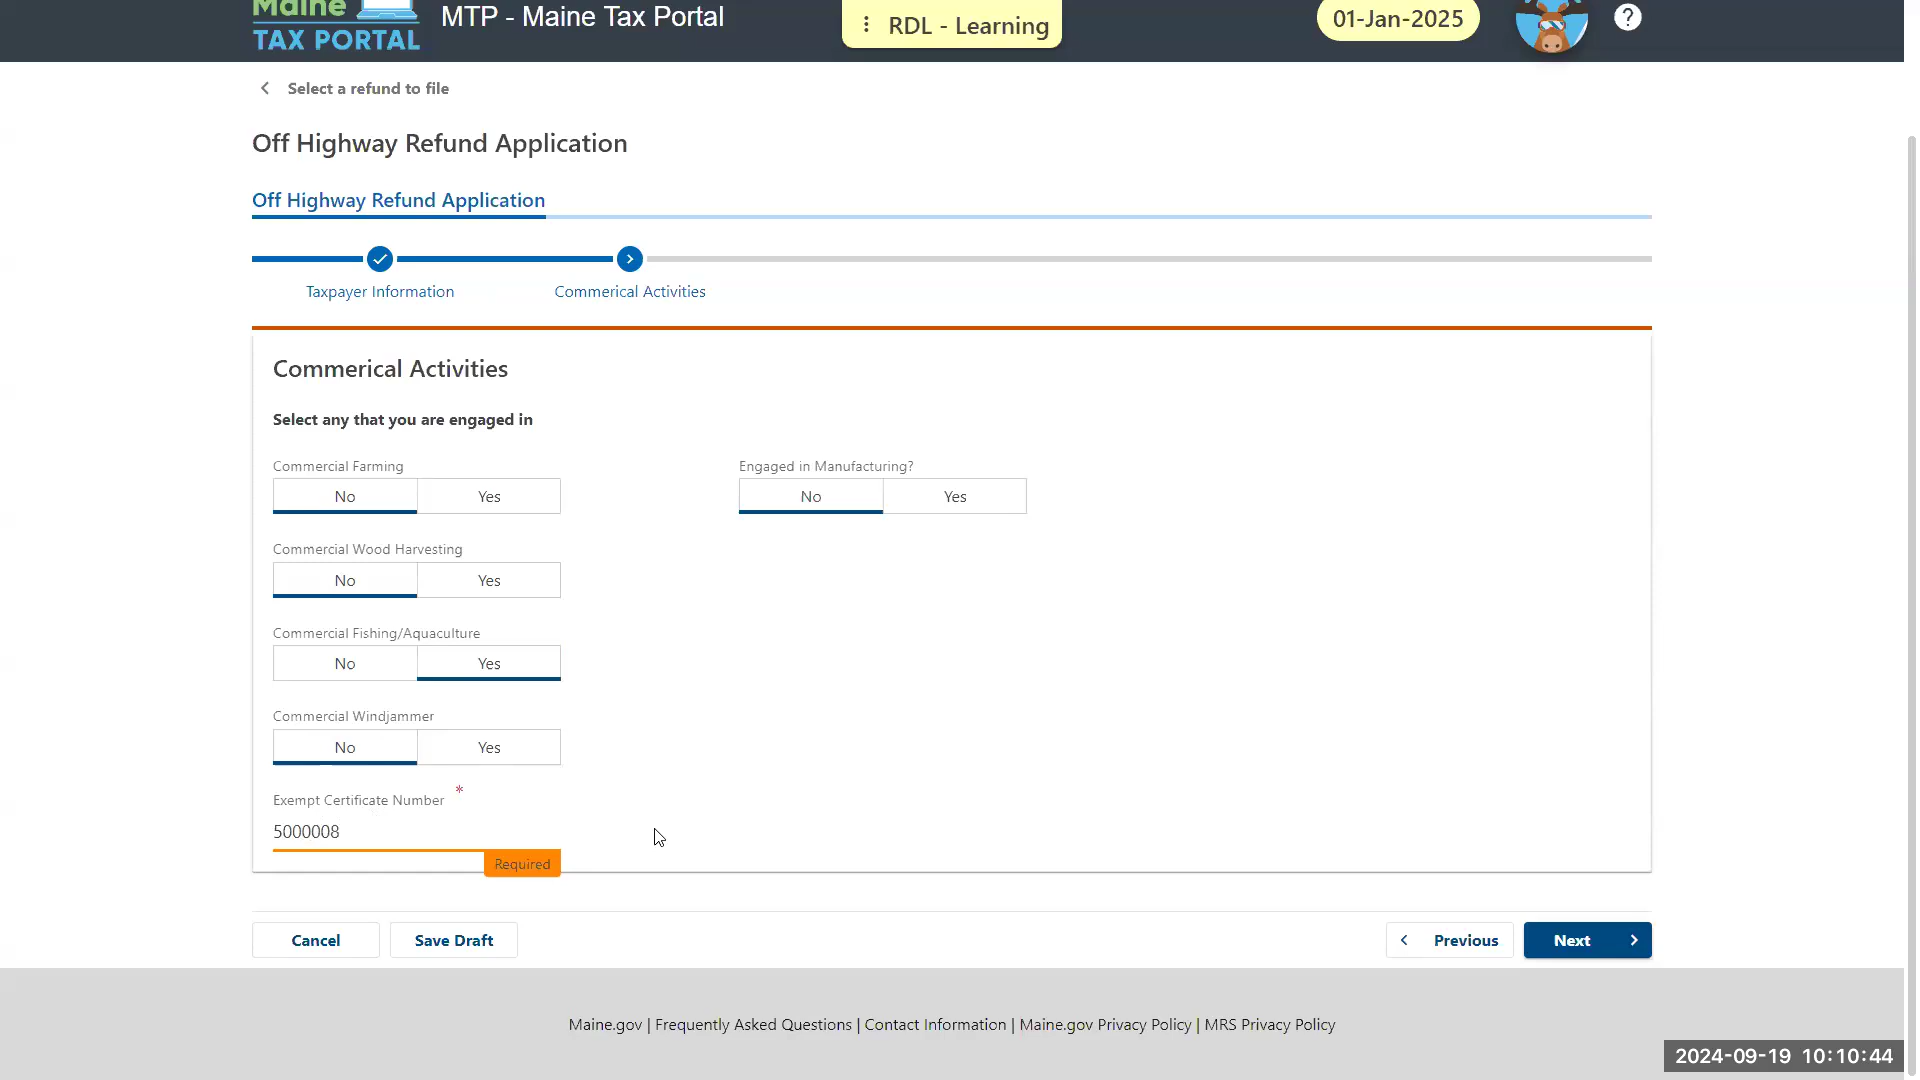 Maine
TAX PORTAL
MTP - Maine Tax Portal
RDL - Learning
01-Jan-2025
?
Select a refund to file
Off Highway Refund Application
Off Highway Refund Application
Taxpayer Information
Commerical Activities
Commerical Activities
Select any that you are engaged in
Commercial Farming
No Yes
Engaged in Manufacturing?
No Yes
Commercial Wood Harvesting
No Yes
Commercial Fishing/Aquaculture
No Yes
Commercial Windjammer
No Yes
Exempt Certificate Number *
5000008
Required
Cancel
Save Draft
Previous
Next
Maine.gov | Frequently Asked Questions | Contact Information | Maine.gov Privacy Policy | MRS Privacy Policy
2024-09-19 10:10:44